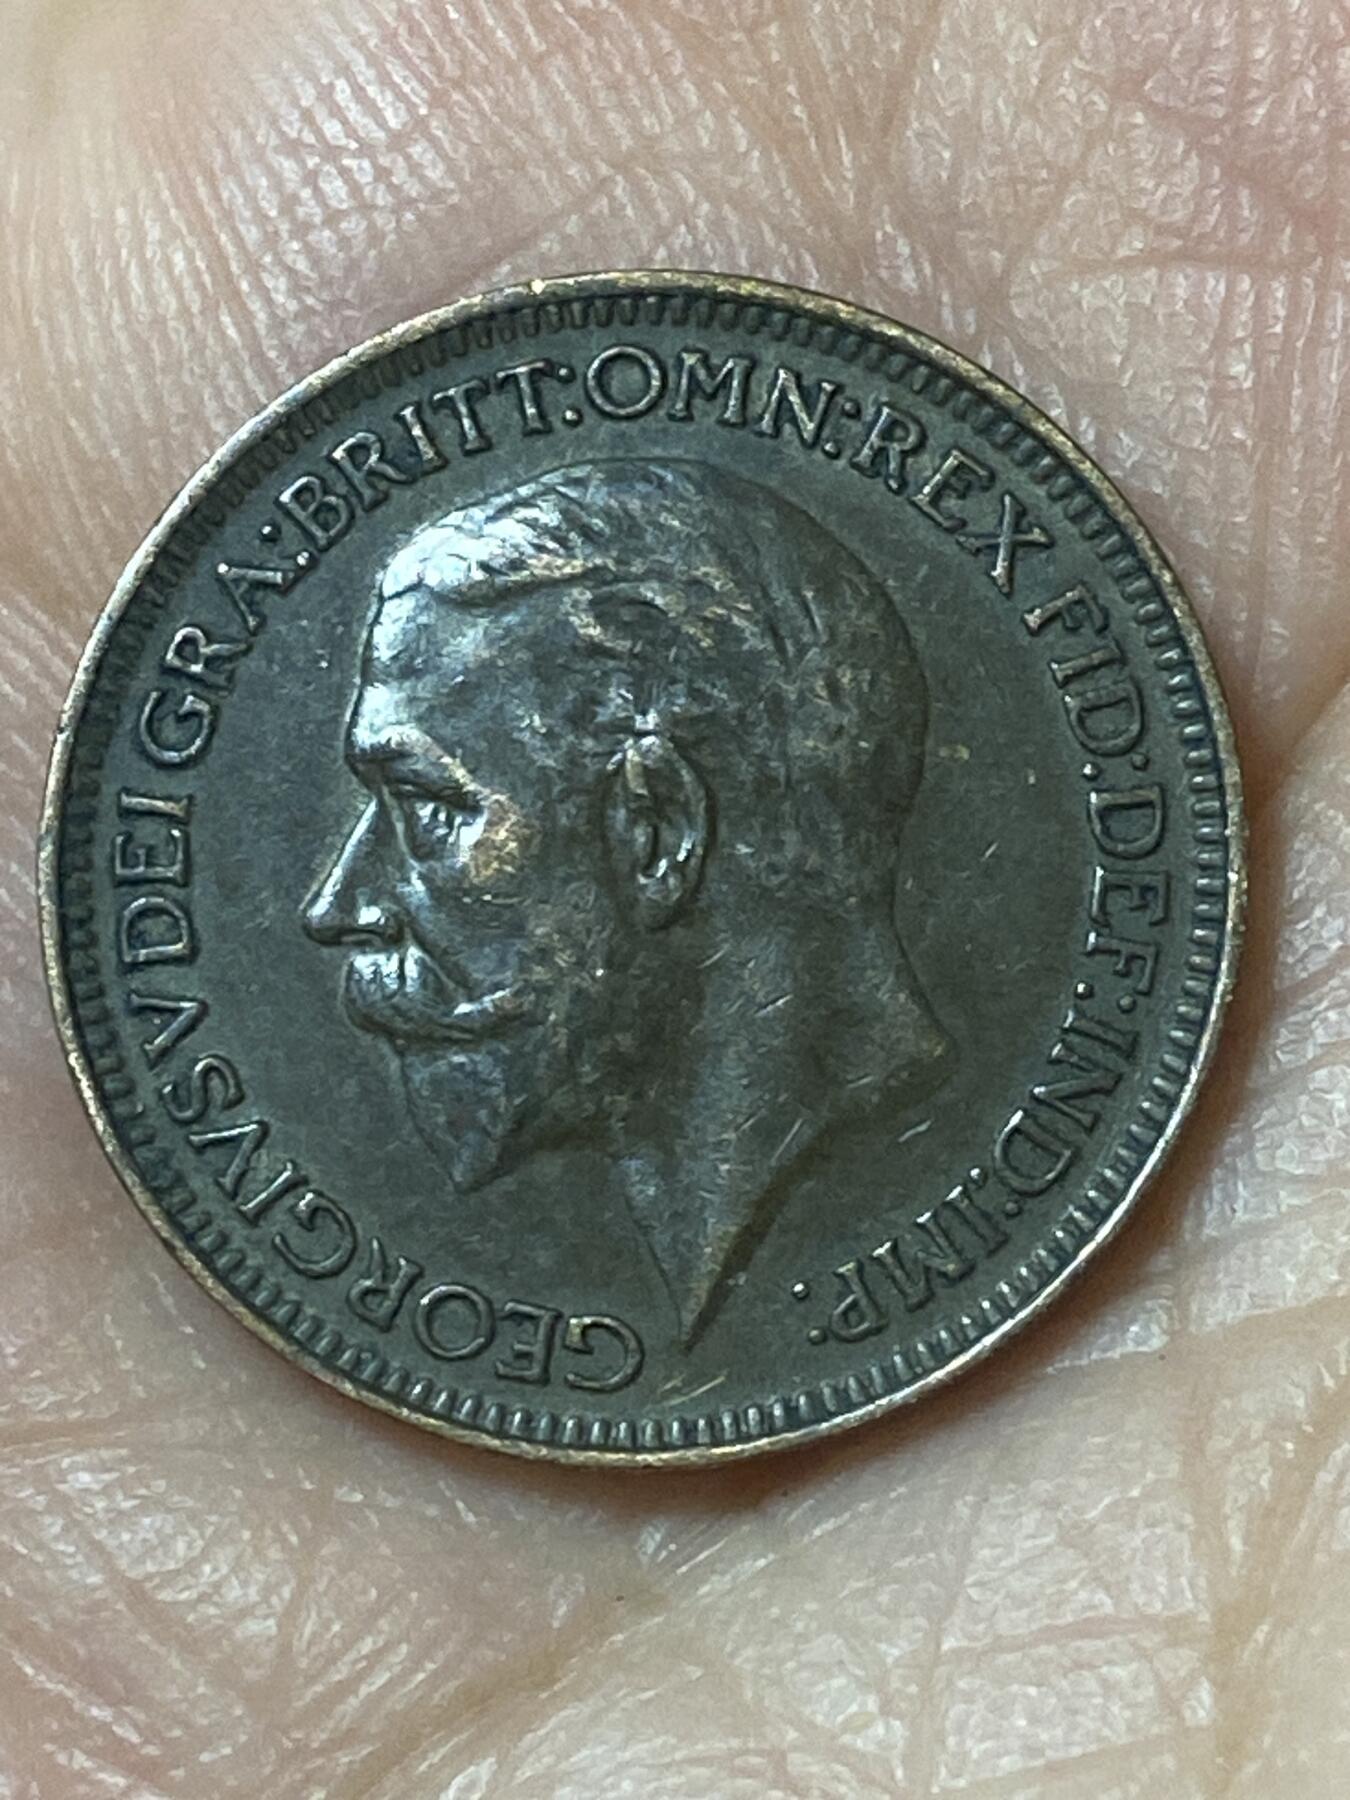 GEORGIVS V DEI GRA:BRITT:OMN:REX FID:DEF:IND:IMP: